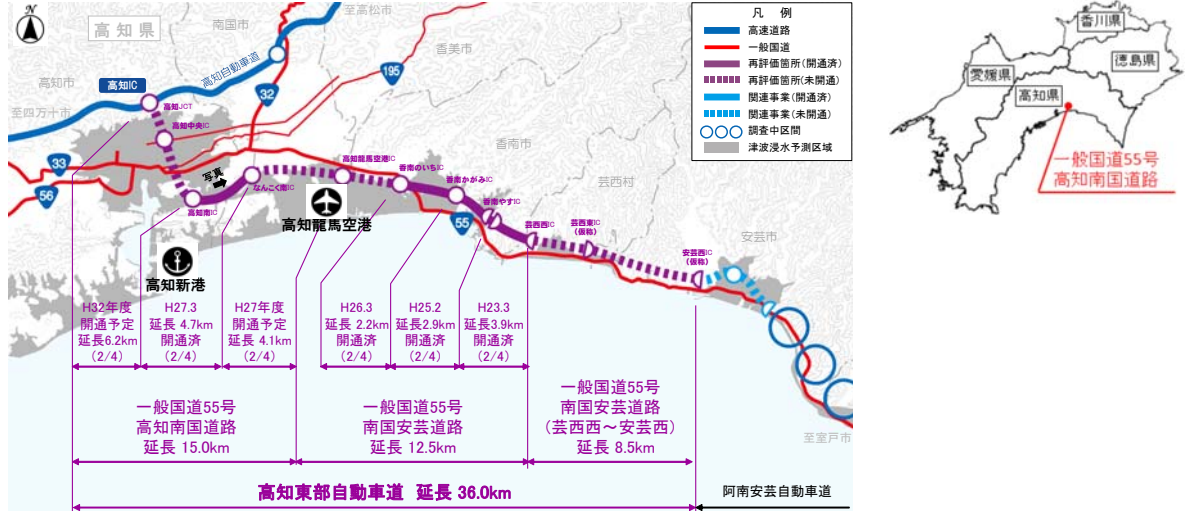 N
高知県
南国市
至高松市
香美市
高知市
高知自動車道
高知IC
至四万十市
高知JCT
高知中央IC
32
195
33
56
写真
高知南IC
なんこく南IC
高知龍馬空港IC
香南のいちIC
香南かがみIC
香南やすIC
香南市
芸西村
芸西西IC
芸西東IC
(仮称)
安芸西IC
(仮称)
安芸市
55
高知龍馬空港
高知新港
凡 例
高速道路
一般国道
再評価箇所(開通済)
再評価箇所(未開通)
関連事業(開通済)
関連事業(未開通)
調査中区間
津波浸水予測区域
H32年度
開通予定
延長6.2km
(2/4)
H27.3
延長 4.7km
開通済
(2/4)
H27年度
開通予定
延長 4.1km
(2/4)
H26.3
延長 2.2km
開通済
(2/4)
H25.2
延長2.9km
開通済
(2/4)
H23.3
延長3.9km
開通済
(2/4)
一般国道55号
高知南国道路
延長 15.0km
一般国道55号
南国安芸道路
延長 12.5km
一般国道55号
南国安芸道路
(芸西西～安芸西)
延長 8.5km
至室戸市
高知東部自動車道 延長 36.0km
阿南安芸自動車道
香川県
徳島県
愛媛県
高知県
一般国道55号
高知南国道路